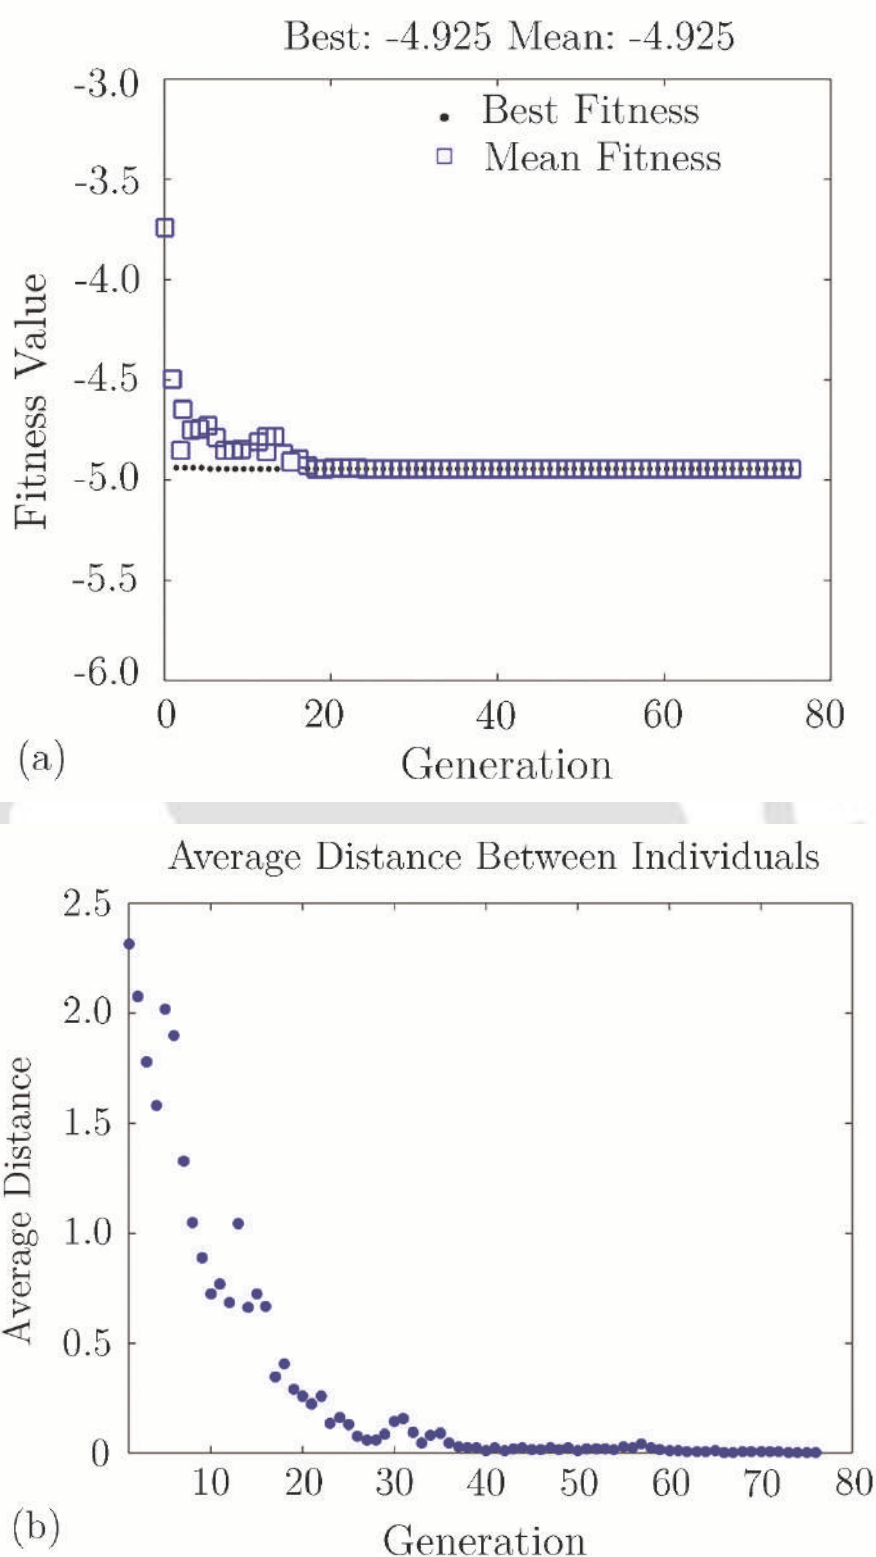 Best: -4.925 Mean: -4.925
-3.0
Best Fitness
Mean Fitness
-3.5
-4.0
-4.5
-5.0
-5.5
-6.0
Fitness Value
0 20 40 60 80
(a)
Generation
Average Distance Between Individuals
2.5
2.0
1.5
1.0
0.5
0
Average Distance
10 20 30 40 50 60 70 80
(b)
Generation